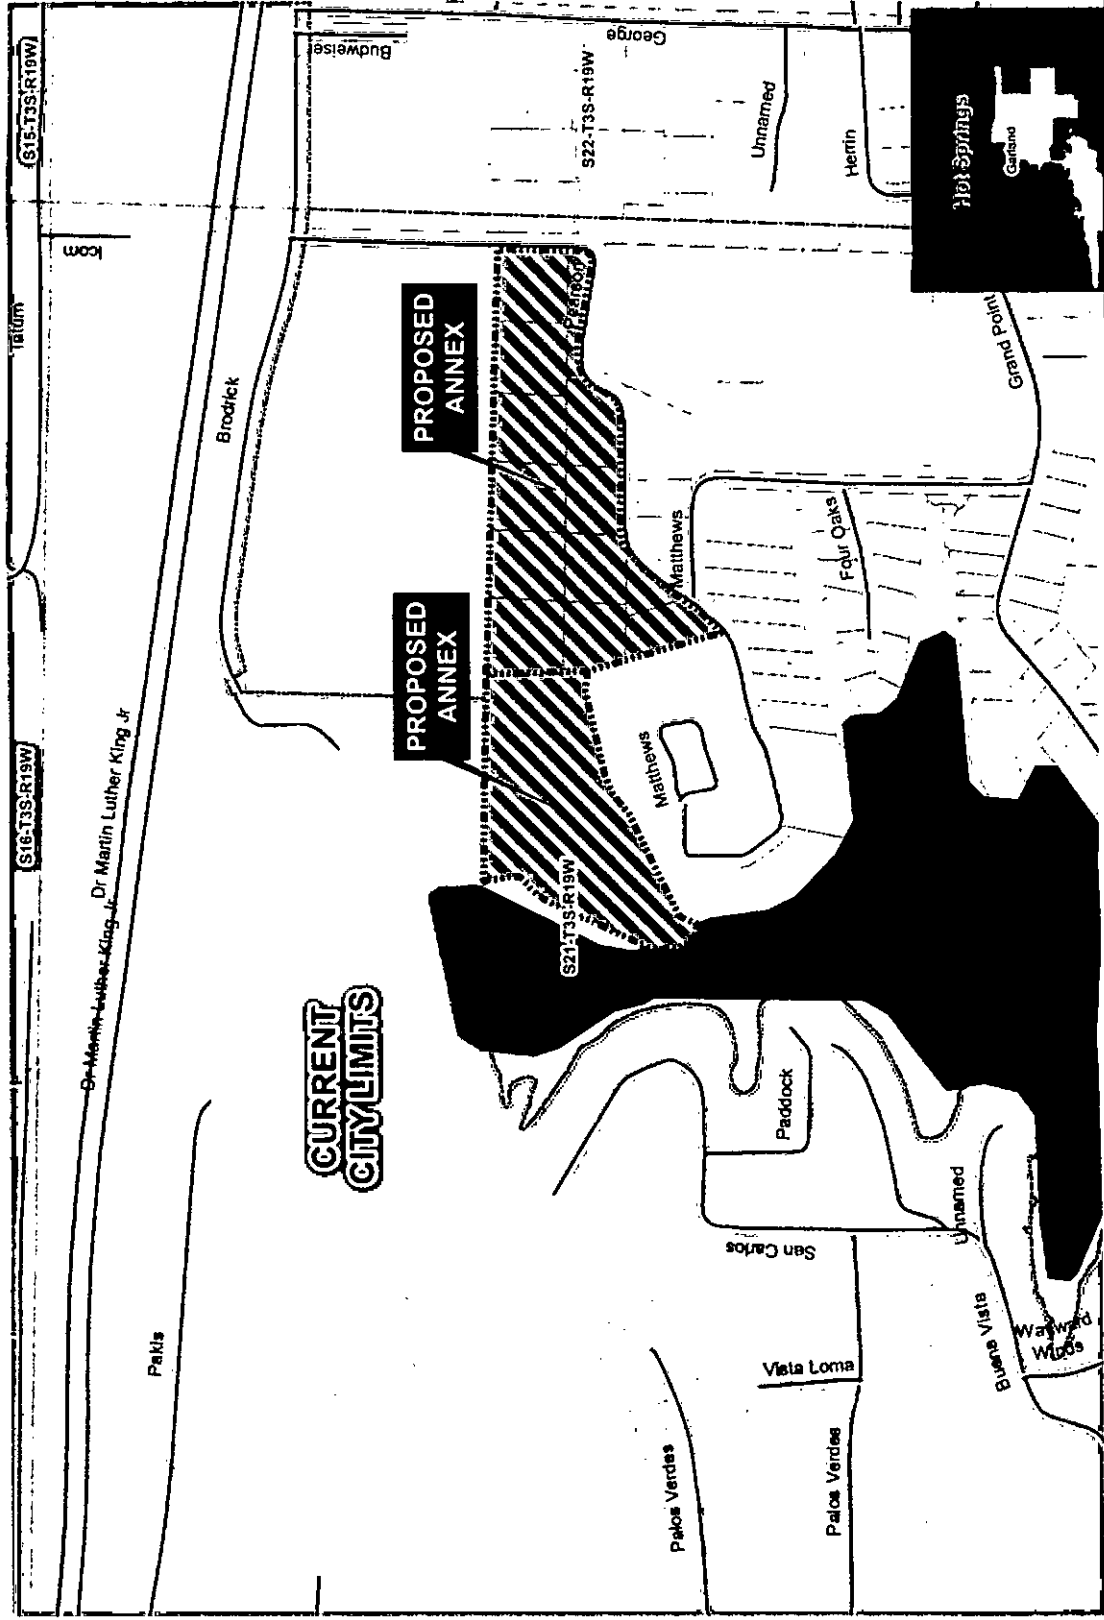 S16-T3S-R19W
Tatum
Icom
S15-T3S-R19W
Dr Martin Luther King Jr
Dr Martin Luther King Jr
Pakis
Brodrick
Budweiser
George
CURRENT
CITY LIMITS
PROPOSED
ANNEX
PROPOSED
ANNEX
Pearson
S22-T3S-R19W
S21-T3S-R19W
Matthews
Matthews
Unnamed
Herrin
Four Oaks
Grand Point
Palos Verdes
Vista Loma
Palos Verdes
San Carlos
Paddock
Unnamed
Buena Vista
Wayward
Winds
Hot Springs
Garland